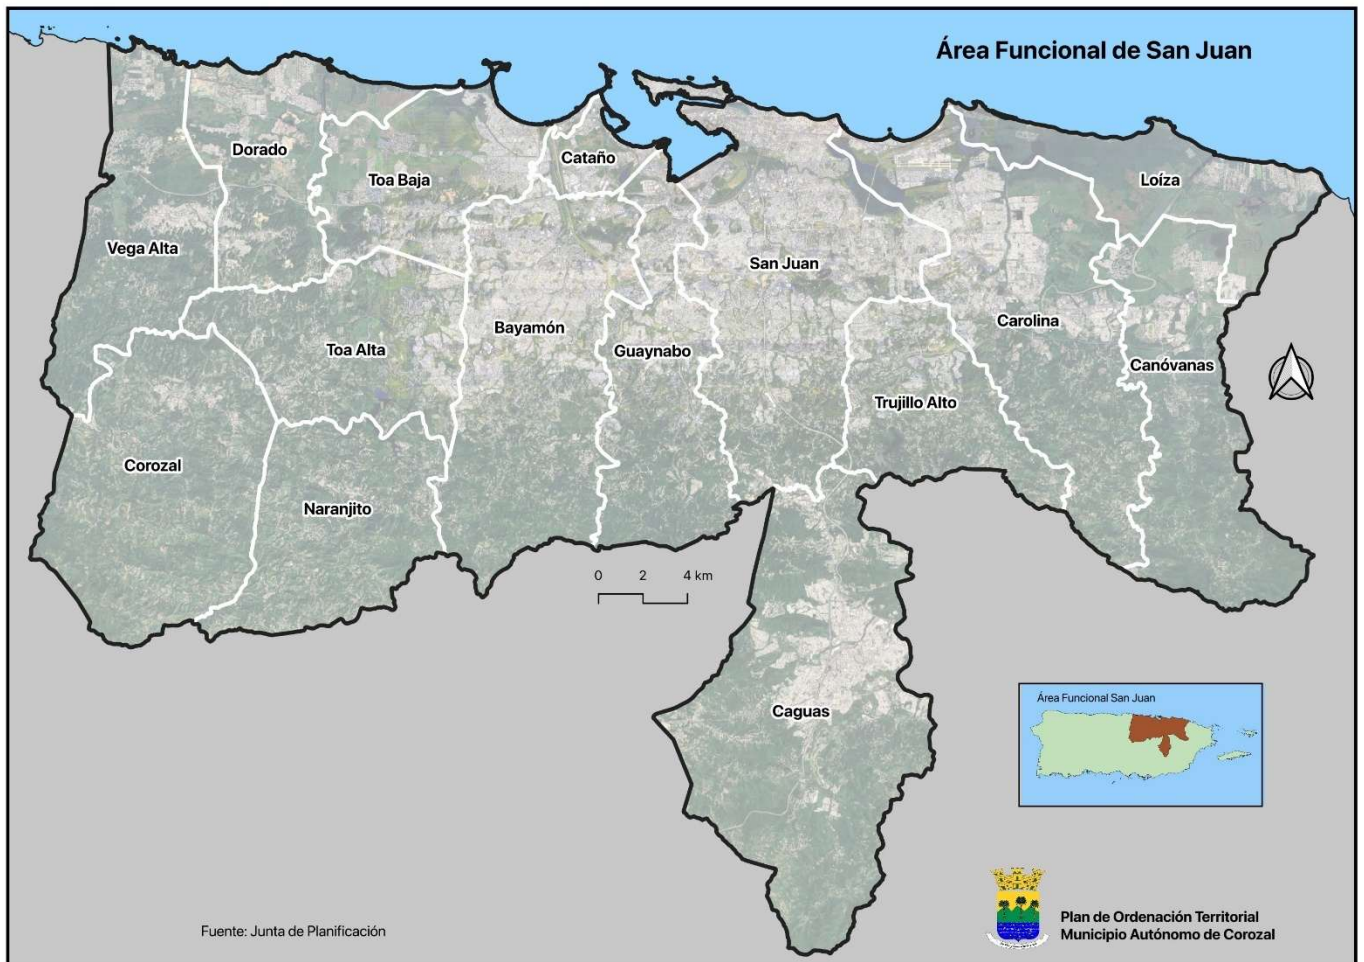 Área Funcional de San Juan
Dorado
Cataño
Toa Baja
Loíza
Vega Alta
San Juan
Bayamón
Carolina
Toa Alta
Guaynabo
Canóvanas
Trujillo Alto
Corozal
Naranjito
0 2 4 km
Caguas
Área Funcional San Juan
Fuente: Junta de Planificación
Plan de Ordenación Territorial
Municipio Autónomo de Corozal